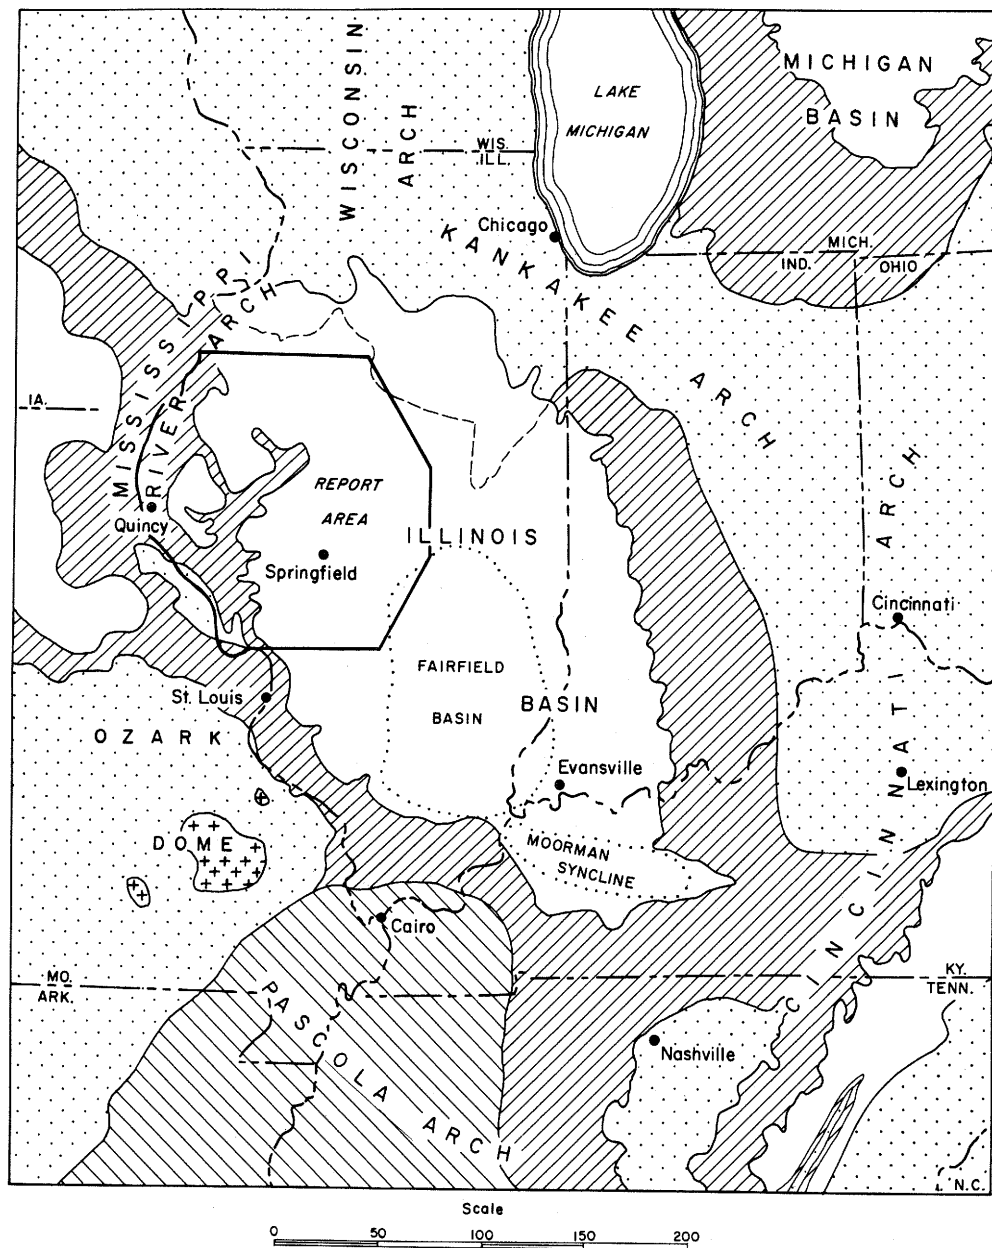 MICHIGAN
BASIN
LAKE
MICHIGAN
WISCONSIN
ARCH
WIS.
ILL.
Chicago
KANKAKEE ARCH
MICH.
IND.
OHIO
MISSISSIPPI
RIVER ARCH
IA.
REPORT
AREA
Quincy
Springfield
ILLINOIS
BASIN
FAIRFIELD
BASIN
CINCINNATI ARCH
Cincinnati
St. Louis
OZARK
DOME
Evansville
Lexington
MOORMAN
SYNCLINE
Cairo
MO.
ARK.
KY.
TENN.
PASCOLA ARCH
Nashville
N.C.
Scale
0 50 100 150 200